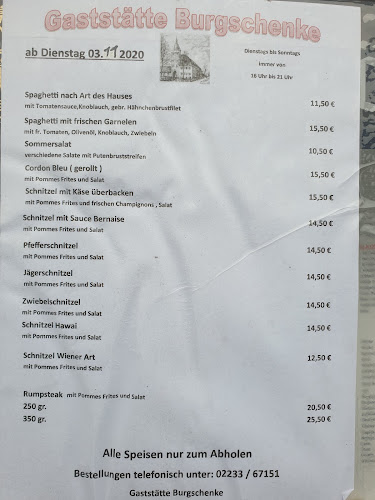 Gaststätte Burgschenke
ab Dienstag 03.11 2020
Dienstags bis Sonntags
immer von
16 Uhr bis 21 Uhr
Spaghetti nach Art des Hauses 11,50 €
mit Tomatensauce,Knoblauch, gebr. Hähnchenbrustfilet
Spaghetti mit frischen Garnelen 15,50 €
mit fr. Tomaten, Olivenöl, Knoblauch, Zwiebeln
Sommersalat 10,50 €
verschiedene Salate mit Putenbruststreifen
Cordon Bleu ( gerollt ) 15,50 €
mit Pommes Frites und Salat
Schnitzel mit Käse überbacken 15,50 €
mit Pommes Frites und frischen Champignons , Salat
Schnitzel mit Sauce Bernaise 14,50 €
mit Pommes Frites und Salat
Pfefferschnitzel 14,50 €
mit Pommes Frites und Salat
Jägerschnitzel 14,50 €
mit Pommes Frites und Salat
Zwiebelschnitzel 14,50 €
mit Pommes Frites und Salat
Schnitzel Hawai 14,50 €
mit Pommes Frites und Salat
Schnitzel Wiener Art 12,50 €
mit Pommes Frites und Salat
Rumpsteak mit Pommes Frites und Salat
250 gr. 20,50 €
350 gr. 25,50 €
Alle Speisen nur zum Abholen
Bestellungen telefonisch unter: 02233 / 67151
Gaststätte Burgschenke